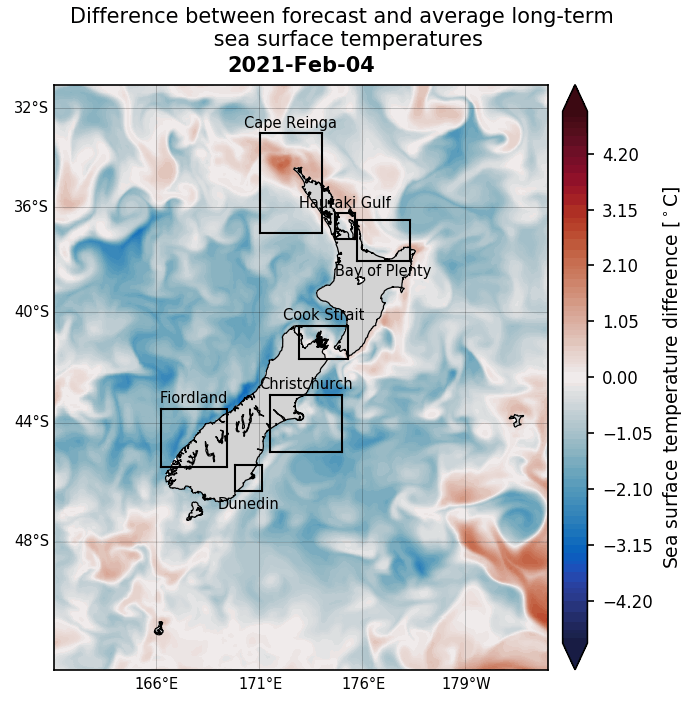 Difference between forecast and average long-term
sea surface temperatures
2021-Feb-04
32°S
36°S
40°S
44°S
48°S
Cape Reinga
Hauraki Gulf
Bay of Plenty
Cook Strait
Christchurch
Fiordland
Dunedin
166°E
171°E
176°E
179°W
4.20
3.15
2.10
1.05
0.00
−1.05
−2.10
−3.15
−4.20
Sea surface temperature difference [°C]